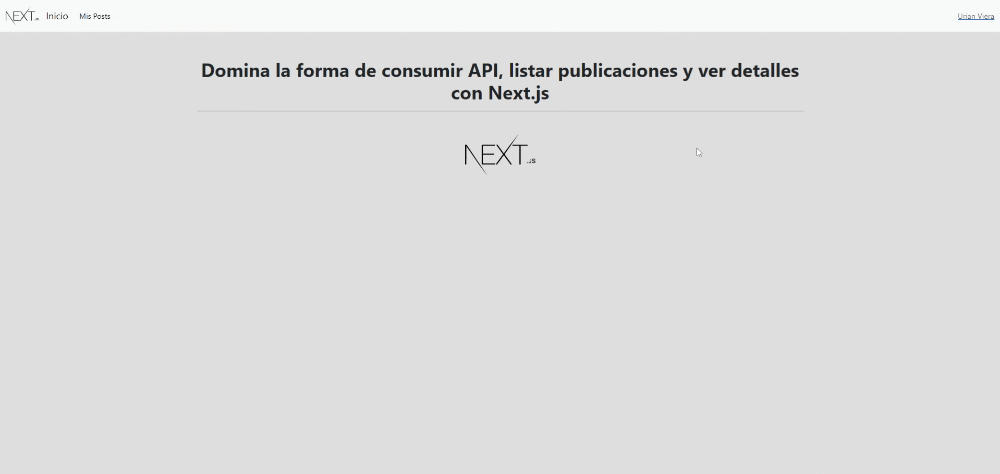 NEXT.JS Inicio Mis Posts Urian Viera
Domina la forma de consumir API, listar publicaciones y ver detalles
con Next.js
NEXT.JS